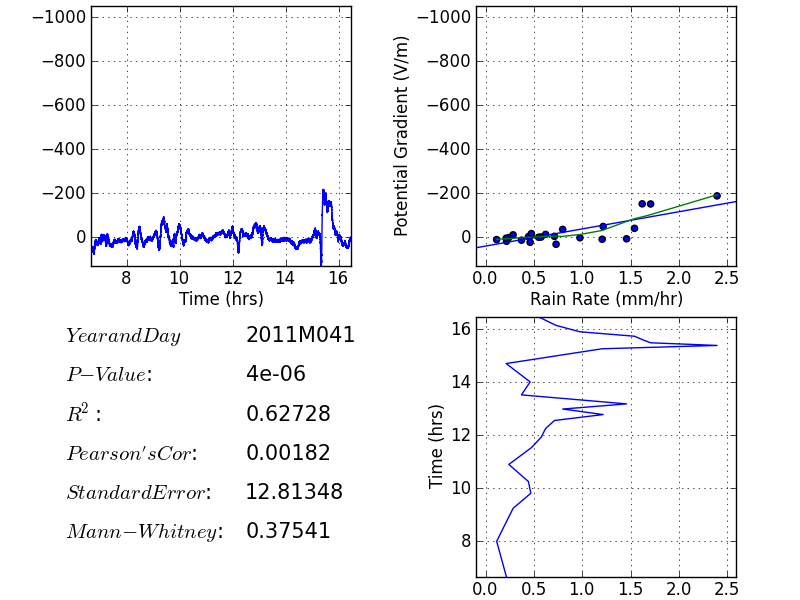 −1000
−800
−600
−400
−200
0
8 10 12 14 16
Time (hrs)
Potential Gradient (V/m)
−1000
−800
−600
−400
−200
0
0.0 0.5 1.0 1.5 2.0 2.5
Rain Rate (mm/hr)
YearandDay 2011M041
P−Value: 4e-06
R²: 0.62728
Pearson'sCor: 0.00182
StandardError: 12.81348
Mann−Whitney: 0.37541
Time (hrs)
16
14
12
10
8
0.0 0.5 1.0 1.5 2.0 2.5